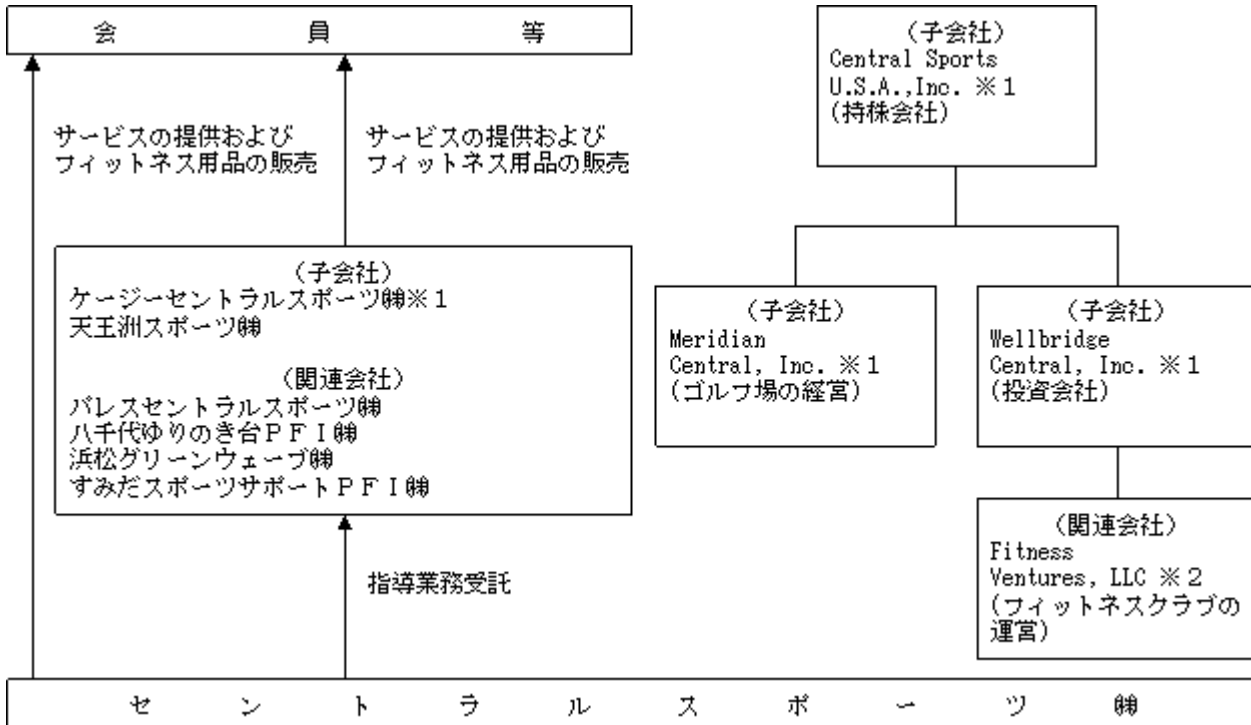 会員等
サービスの提供および
フィットネス用品の販売
サービスの提供および
フィットネス用品の販売
(子会社)
ケージーセントラルスポーツ㈱※1
天王洲スポーツ㈱
(関連会社)
パレスセントラルスポーツ㈱
八千代ゆりのき台PFI㈱
浜松グリーンウェーブ㈱
すみだスポーツサポートPFI㈱
指導業務受託
(子会社)
Central Sports
U.S.A.,Inc. ※1
(持株会社)
(子会社)
Meridian
Central, Inc. ※1
(ゴルフ場の経営)
(子会社)
Wellbridge
Central, Inc. ※1
(投資会社)
(関連会社)
Fitness
Ventures, LLC ※2
(フィットネスクラブの
運営)
セントラルスポーツ㈱